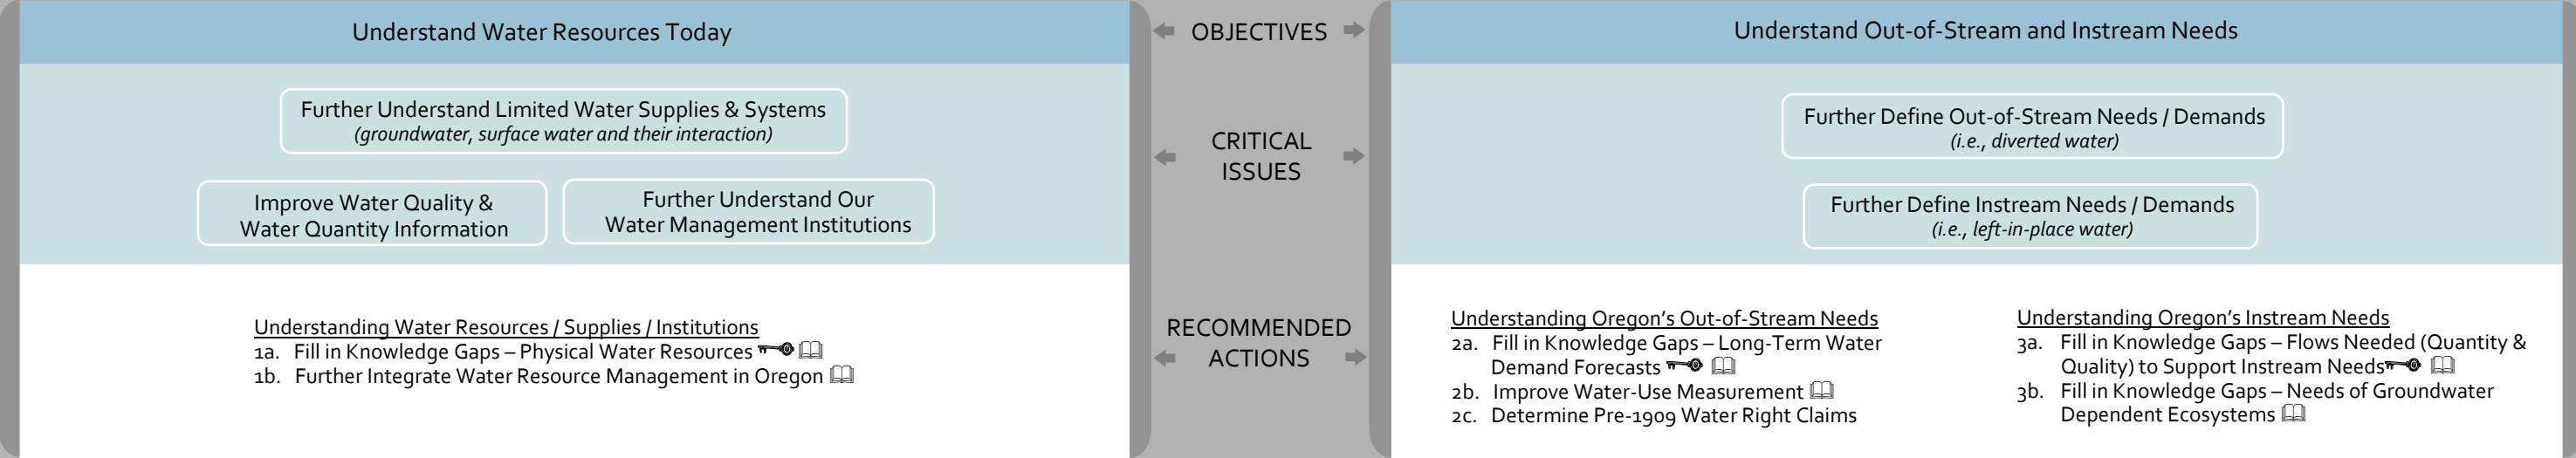 Understand Water Resources Today
Further Understand Limited Water Supplies & Systems
(groundwater, surface water and their interaction)
Improve Water Quality &
Water Quantity Information
Further Understand Our
Water Management Institutions
Understanding Water Resources / Supplies / Institutions
1a. Fill in Knowledge Gaps – Physical Water Resources
1b. Further Integrate Water Resource Management in Oregon
OBJECTIVES
CRITICAL
ISSUES
RECOMMENDED
ACTIONS
Understand Out-of-Stream and Instream Needs
Further Define Out-of-Stream Needs / Demands
(i.e., diverted water)
Further Define Instream Needs / Demands
(i.e., left-in-place water)
Understanding Oregon's Out-of-Stream Needs
2a. Fill in Knowledge Gaps – Long-Term Water
Demand Forecasts
2b. Improve Water-Use Measurement
2c. Determine Pre-1909 Water Right Claims
Understanding Oregon's Instream Needs
3a. Fill in Knowledge Gaps – Flows Needed (Quantity &
Quality) to Support Instream Needs
3b. Fill in Knowledge Gaps – Needs of Groundwater
Dependent Ecosystems